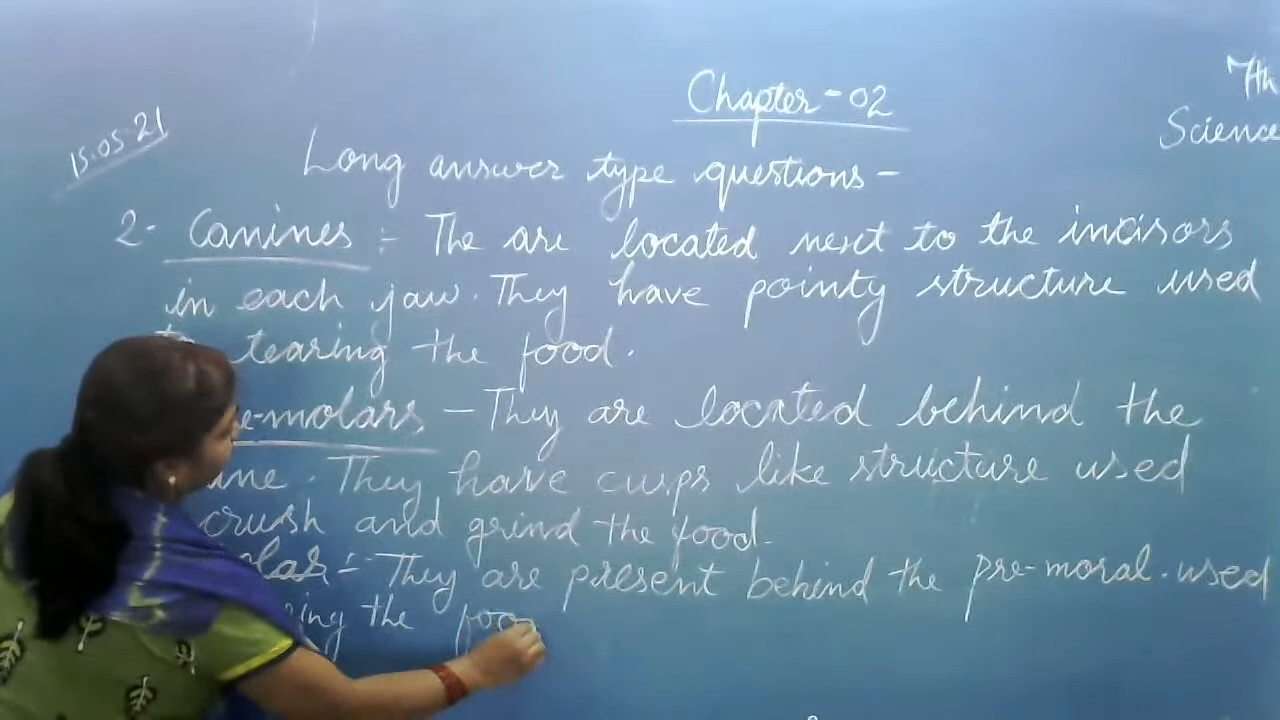 Chapter-02
7th
Science
15.05.21
Long answer type questions -
2. Canines :- The are located next to the incisors
in each jaw. They have pointy structure used
tearing the food.
e-molars - They are located behind the
ine. They have cusps like structure used
crush and grind the food.
olar :- They are present behind the pre-moral. used
ing the foo